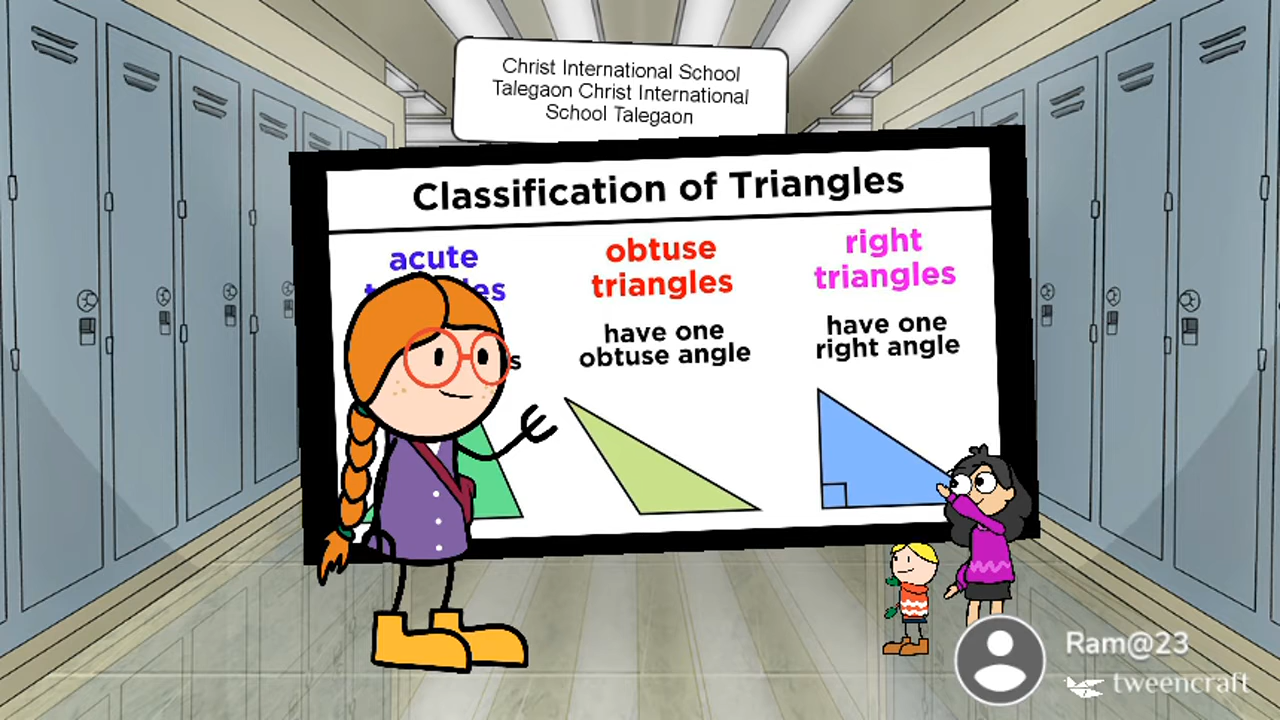 Christ International School
Talegaon Christ International
School Talegaon
Classification of Triangles
acute
obtuse
triangles
have one
obtuse angle
right
triangles
have one
right angle
Ram@23
tweencraft